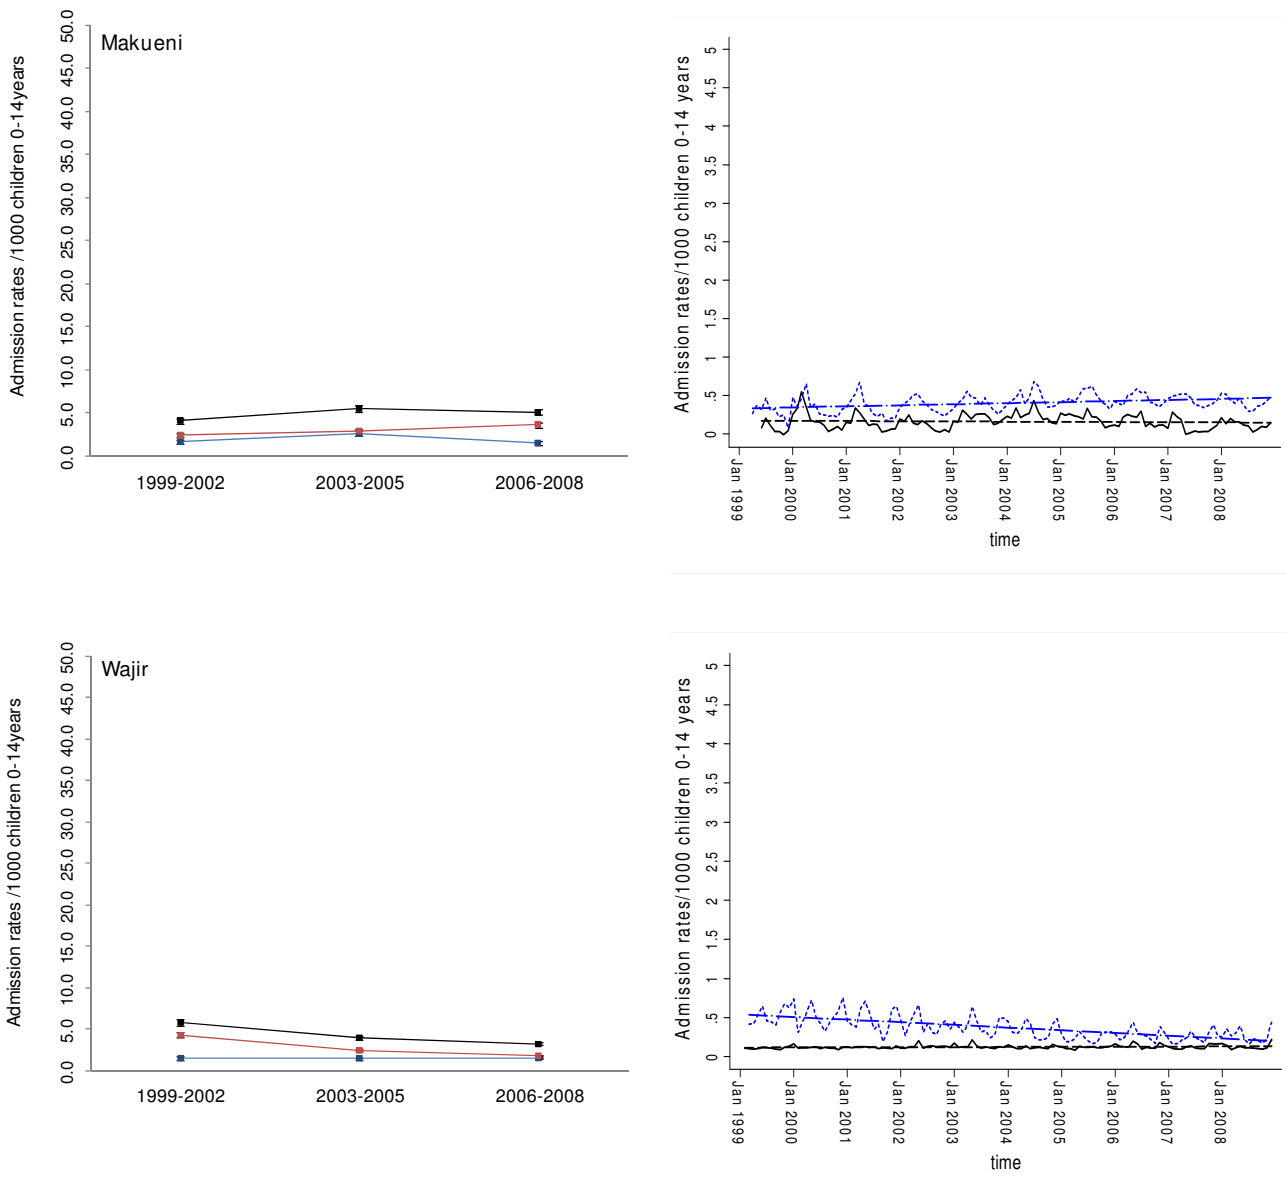 Makueni
Admission rates /1000 children 0-14years
50.0
45.0
40.0
35.0
30.0
25.0
20.0
15.0
10.0
5.0
0.0
1999-2002 2003-2005 2006-2008
Admission rates/1000 children 0-14 years
5
4.5
4
3.5
3
2.5
2
1.5
1
.5
0
Jan 1999
Jan 2000
Jan 2001
Jan 2002
Jan 2003
Jan 2004
Jan 2005
Jan 2006
Jan 2007
Jan 2008
time
Wajir
Admission rates /1000 children 0-14years
50.0
45.0
40.0
35.0
30.0
25.0
20.0
15.0
10.0
5.0
0.0
1999-2002 2003-2005 2006-2008
Admission rates/1000 children 0-14 years
5
4.5
4
3.5
3
2.5
2
1.5
1
.5
0
Jan 1999
Jan 2000
Jan 2001
Jan 2002
Jan 2003
Jan 2004
Jan 2005
Jan 2006
Jan 2007
Jan 2008
time